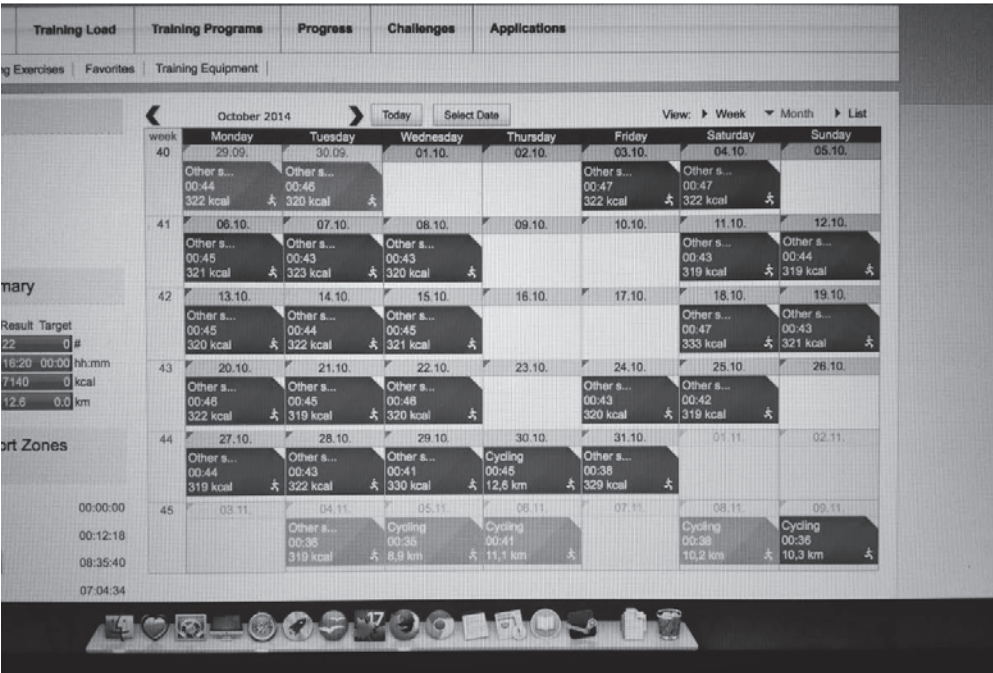 Training Load Training Programs Progress Challenges Applications
g Exercises Favorites Training Equipment
October 2014 Today Select Date View: Week Month List
week Monday Tuesday Wednesday Thursday Friday Saturday Sunday
40 29.09. 30.09. 01.10. 02.10. 03.10. 04.10. 05.10.
Other s... Other s... Other s... Other s...
00:44 00:46 00:47 00:47
322 kcal 320 kcal 322 kcal 322 kcal
41 06.10. 07.10. 08.10. 09.10. 10.10. 11.10. 12.10.
Other s... Other s... Other s... Other s... Other s...
00:45 00:43 00:43 00:43 00:44
321 kcal 323 kcal 320 kcal 319 kcal 319 kcal
mary
42 13.10. 14.10. 15.10. 16.10. 17.10. 18.10. 19.10.
Other s... Other s... Other s... Other s... Other s...
00:45 00:44 00:45 00:47 00:43
320 kcal 322 kcal 321 kcal 333 kcal 321 kcal
Result Target
22 0 #
16:20 00:00 hh:mm
7140 0 kcal
12.6 0.0 km
43 20.10. 21.10. 22.10. 23.10. 24.10. 25.10. 26.10.
Other s... Other s... Other s... Other s... Other s...
00:46 00:45 00:46 00:43 00:42
322 kcal 319 kcal 320 kcal 320 kcal 319 kcal
ort Zones
44 27.10. 28.10. 29.10. 30.10. 31.10. 01.11. 02.11.
Other s... Other s... Other s... Cycling Other s...
00:44 00:43 00:41 00:45 00:38
319 kcal 322 kcal 330 kcal 12,6 km 329 kcal
00:00:00
00:12:18
08:35:40
07:04:34
45 03.11. 04.11. 05.11. 06.11. 07.11. 08.11. 09.11.
Other s... Cycling Cycling Cycling Cycling
00:36 00:35 00:41 00:38 00:36
319 kcal 8,9 km 11,1 km 10,2 km 10,3 km
17